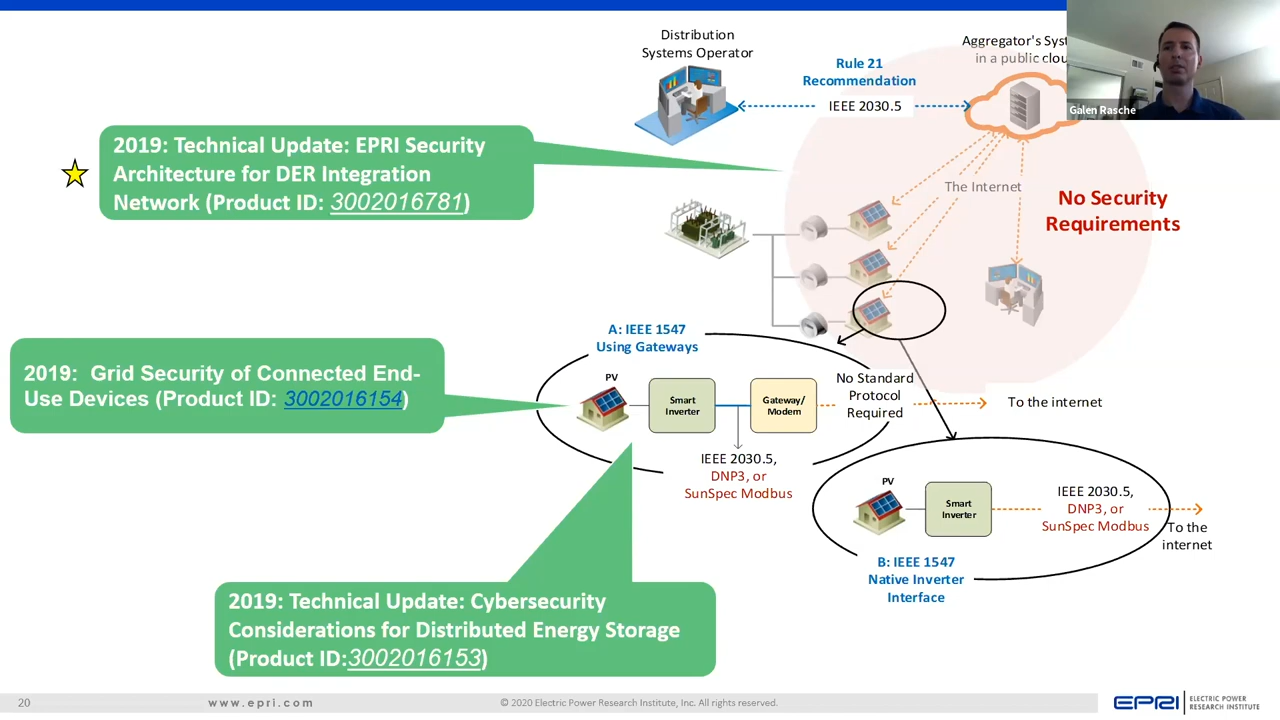 Distribution
Systems Operator
Rule 21
Recommendation
IEEE 2030.5
Aggregator's Syst
in a public clou
Galen Rasche
2019: Technical Update: EPRI Security
Architecture for DER Integration
Network (Product ID: 3002016781)
The Internet
No Security
Requirements
A: IEEE 1547
Using Gateways
2019:  Grid Security of Connected End-
Use Devices (Product ID: 3002016154)
PV
Smart
Inverter
Gateway/
Modem
No Standard
Protocol
Required
To the internet
IEEE 2030.5,
DNP3, or
SunSpec Modbus
PV
Smart
Inverter
IEEE 2030.5,
DNP3, or
SunSpec Modbus
To the
internet
B: IEEE 1547
Native Inverter
Interface
2019: Technical Update: Cybersecurity
Considerations for Distributed Energy Storage
(Product ID:3002016153)
20
www.epri.com
© 2020 Electric Power Research Institute, Inc. All rights reserved.
EPRI
ELECTRIC POWER
RESEARCH INSTITUTE